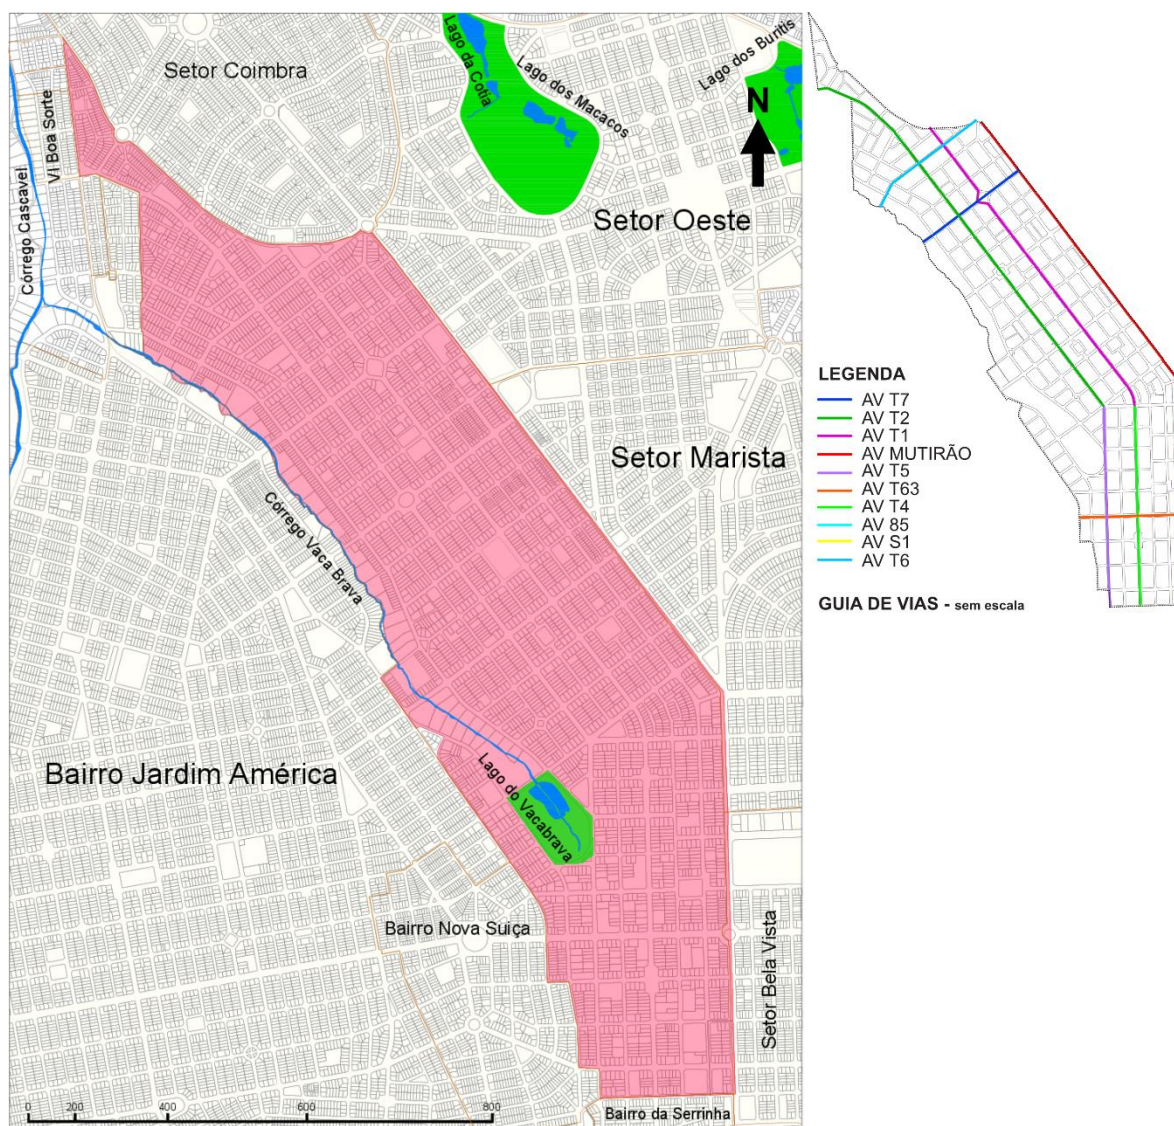 Setor Coimbra
Lago da Cotia
Lago dos Macacos
Lago dos Buritis
N
VI Boa Sorte
Córrego Cascavel
Setor Oeste
Setor Marista
Córrego Vaca Brava
Bairro Jardim América
Lago do Vacabrava
Bairro Nova Suiça
Setor Bela Vista
Bairro da Serrinha
0 200 400 600 800
LEGENDA
AV T7
AV T2
AV T1
AV MUTIRÃO
AV T5
AV T63
AV T4
AV 85
AV S1
AV T6
GUIA DE VIAS - sem escala